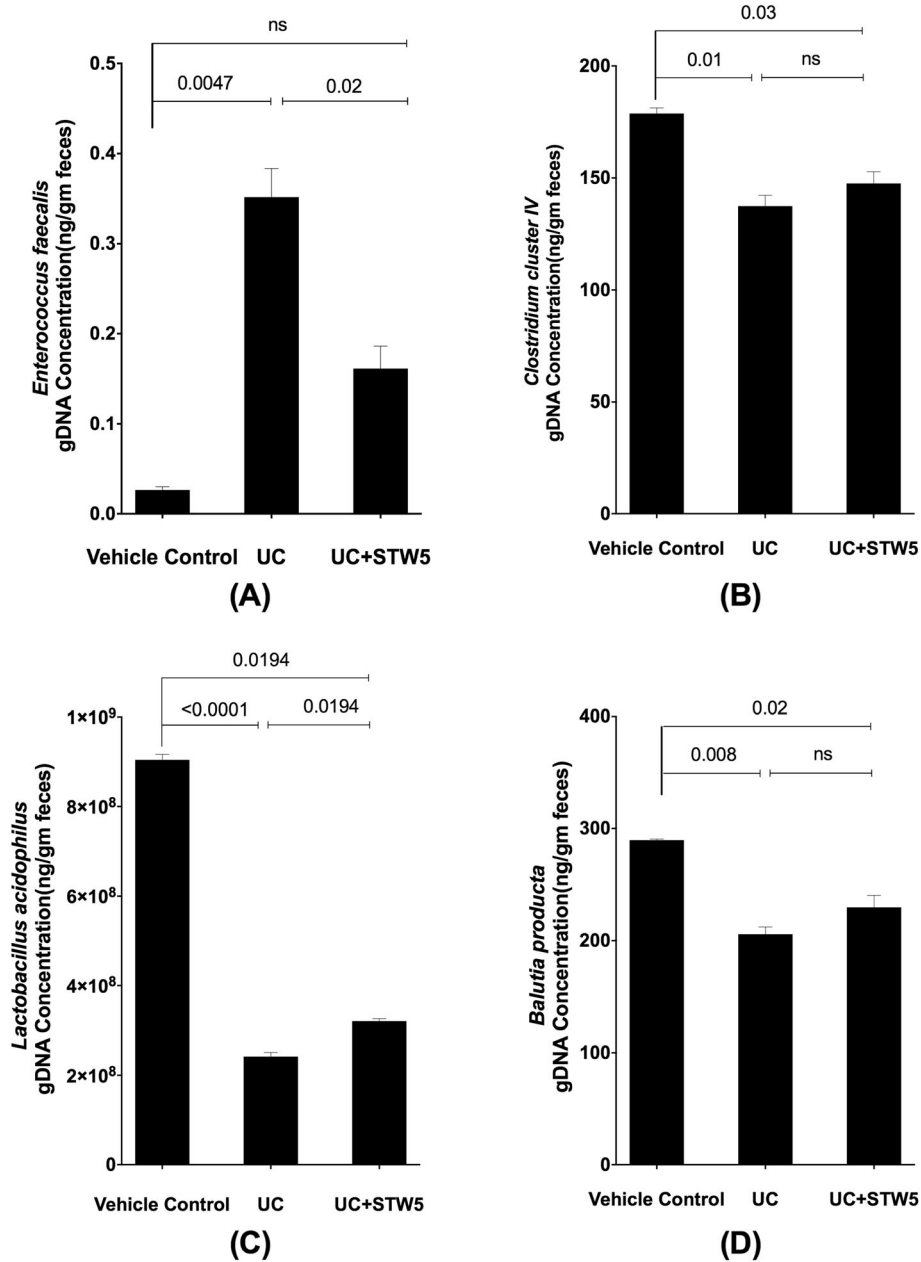 ns
0.0047
0.02
0.5
0.4
0.3
0.2
0.1
0.0
Enterococcus faecalis
gDNA Concentration(ng/gm feces)
Vehicle Control UC UC+STW5
(A)
0.03
0.01
ns
200
150
100
50
0
Clostridium cluster IV
gDNA Concentration(ng/gm feces)
Vehicle Control UC UC+STW5
(B)
0.0194
<0.0001
0.0194
1×10⁹
8×10⁸
6×10⁸
4×10⁸
2×10⁸
0
Lactobacillus acidophilus
gDNA Concentration(ng/gm feces)
Vehicle Control UC UC+STW5
(C)
0.02
0.008
ns
400
300
200
100
0
Balutia producta
gDNA Concentration(ng/gm feces)
Vehicle Control UC UC+STW5
(D)